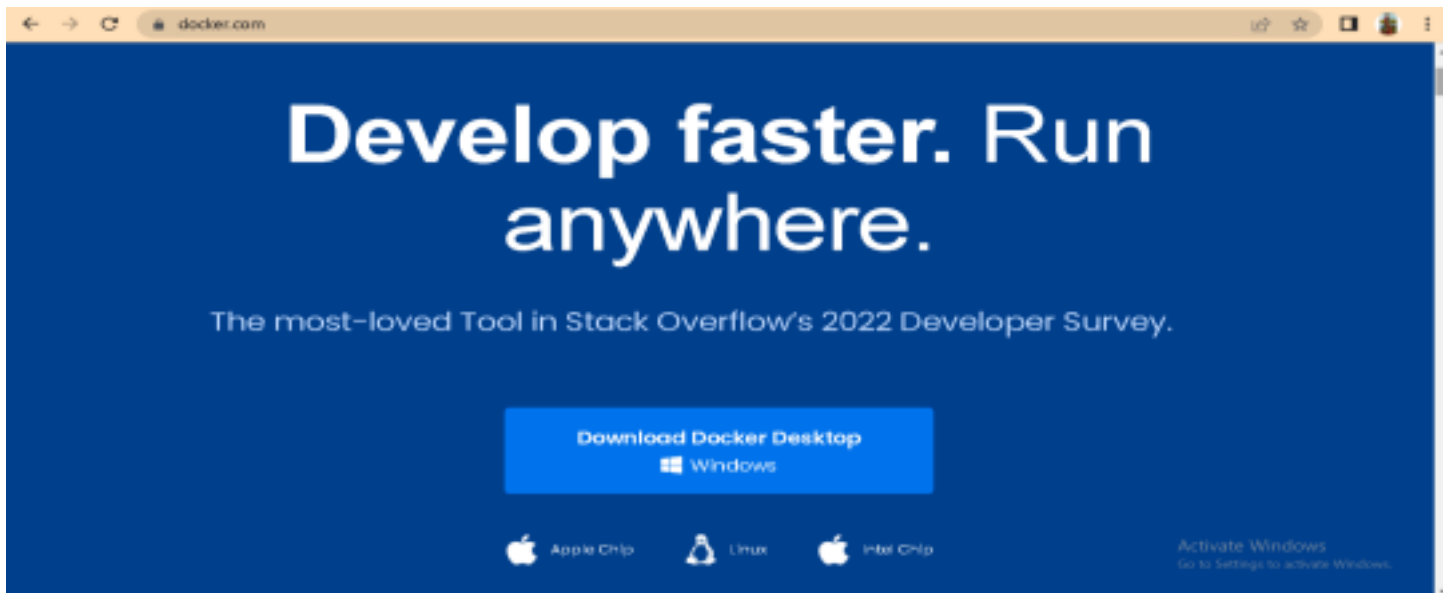 docker.com
Develop faster. Run
anywhere.
The most-loved Tool in Stack Overflow's 2022 Developer Survey.
Download Docker Desktop
Windows
Apple Chip Linux Intel Chip
Activate Windows
Go to Settings to activate Windows.